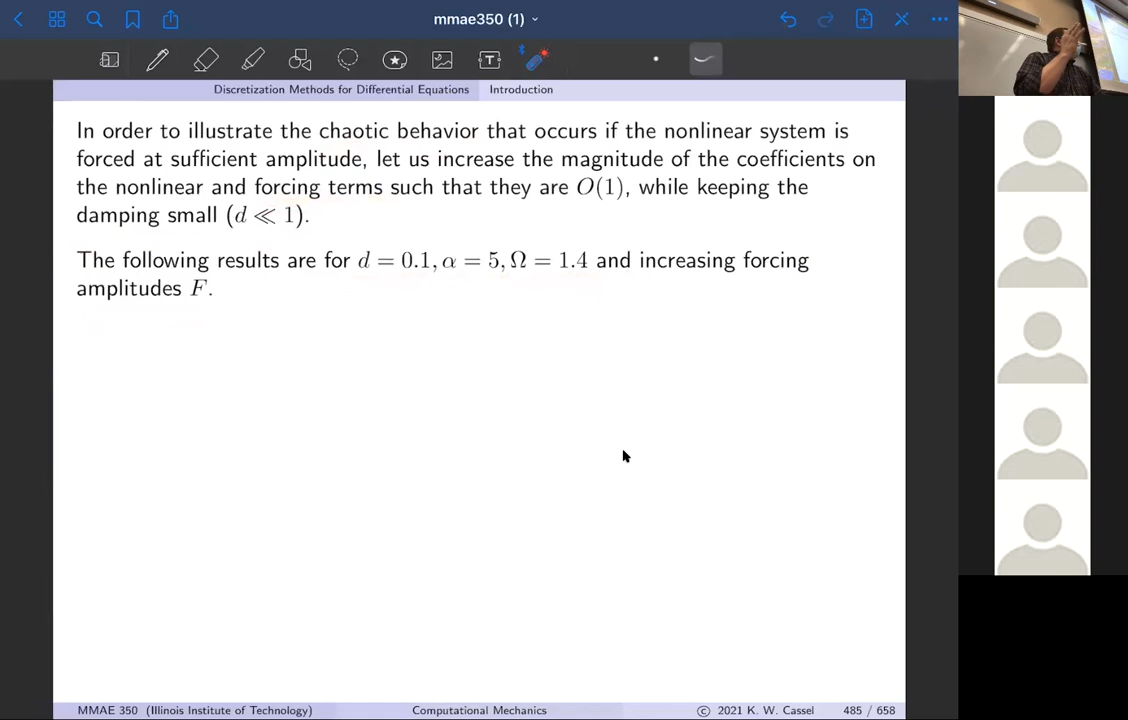 mmae350 (1)
T
Discretization Methods for Differential Equations Introduction
In order to illustrate the chaotic behavior that occurs if the nonlinear system is
forced at sufficient amplitude, let us increase the magnitude of the coefficients on
the nonlinear and forcing terms such that they are O(1), while keeping the
damping small (d ≪ 1).
The following results are for d = 0.1, α = 5, Ω = 1.4 and increasing forcing
amplitudes F.
MMAE 350 (Illinois Institute of Technology) Computational Mechanics © 2021 K. W. Cassel 485 / 658